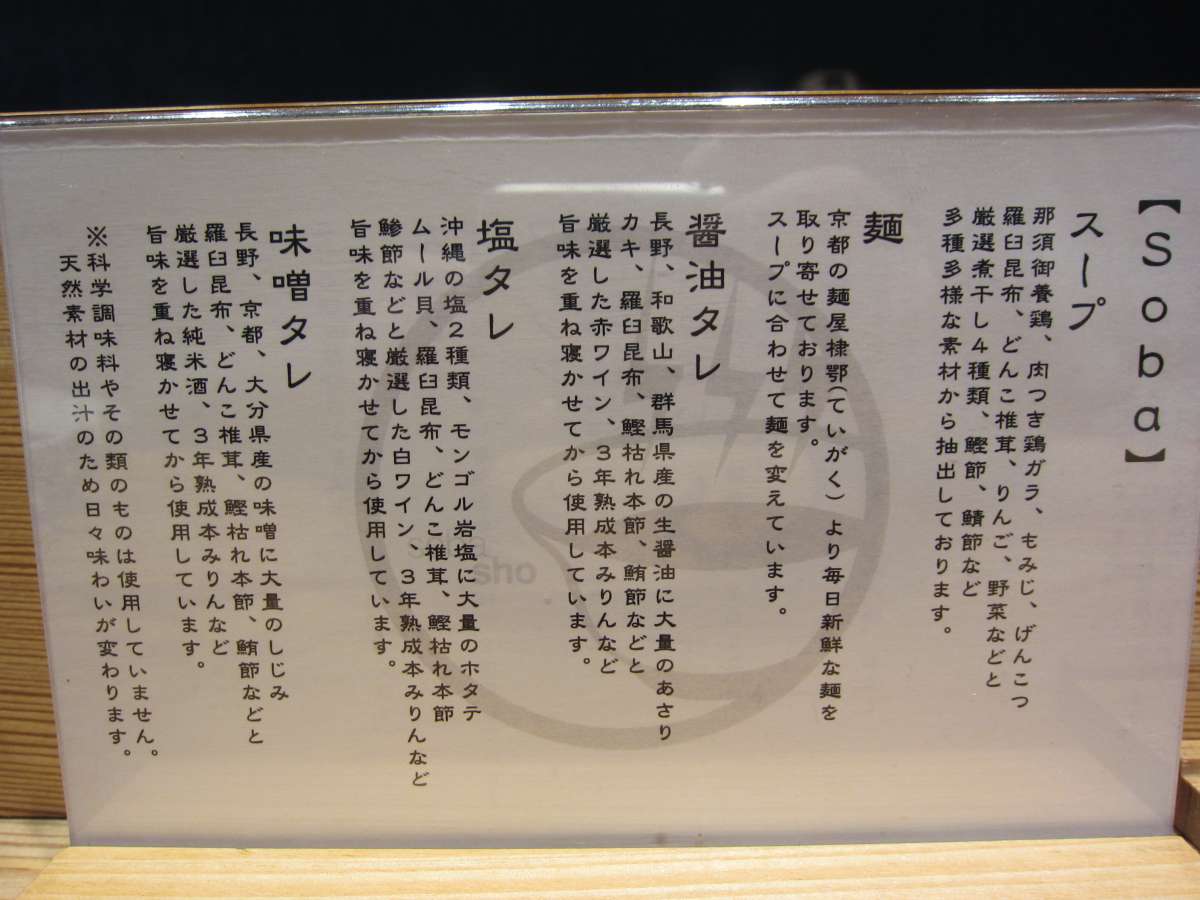 【Soba】
スープ
那須御養鶏、肉つき鶏ガラ、もみじ、げんこつ
羅臼昆布、どんこ椎茸、りんご、野菜などと
厳選煮干し4種類、鰹節、鯖節など
多種多様な素材から抽出しております。
麺
京都の麺屋棣鄂(ていがく)より毎日新鮮な麺を
取り寄せております。
スープに合わせて麺を変えています。
醤油タレ
長野、和歌山、群馬県産の生醤油に大量のあさり
カキ、羅臼昆布、鰹枯れ本節、鮪節などと
厳選した赤ワイン、3年熟成本みりんなど
旨味を重ね寝かせてから使用しています。
塩タレ
沖縄の塩2種類、モンゴル岩塩に大量のホタテ
ムール貝、羅臼昆布、どんこ椎茸、鰹枯れ本節
鰺節などと厳選した白ワイン、3年熟成本みりんなど
旨味を重ね寝かせてから使用しています。
味噌タレ
長野、京都、大分県産の味噌に大量のしじみ
羅臼昆布、どんこ椎茸、鰹枯れ本節、鮪節などと
厳選した純米酒、3年熟成本みりんなど
旨味を重ね寝かせてから使用しています。
※科学調味料やその類のものは使用していません。
天然素材の出汁のため日々味わいが変わります。
sho